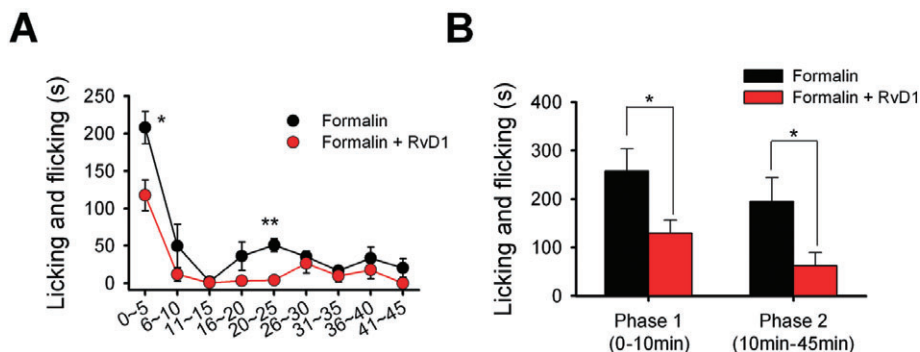 A
Licking and flicking (s)
250
200
150
100
50
0
*
**
Formalin
Formalin + RvD1
0~5
6~10
11~15
16~20
20~25
26~30
31~35
36~40
41~45
B
Licking and flicking (s)
400
300
200
100
0
Formalin
Formalin + RvD1
*
*
Phase 1
(0-10min)
Phase 2
(10min-45min)